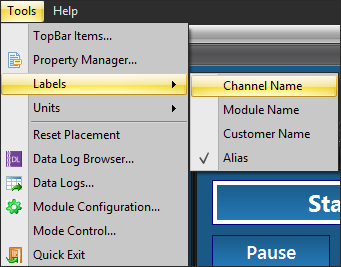 Tools Help
TopBar Items...
Property Manager...
Labels
Units
Reset Placement
Data Log Browser...
Data Logs...
Module Configuration...
Mode Control...
Quick Exit
Channel Name
Module Name
Customer Name
Alias
Sta
Pause
DL